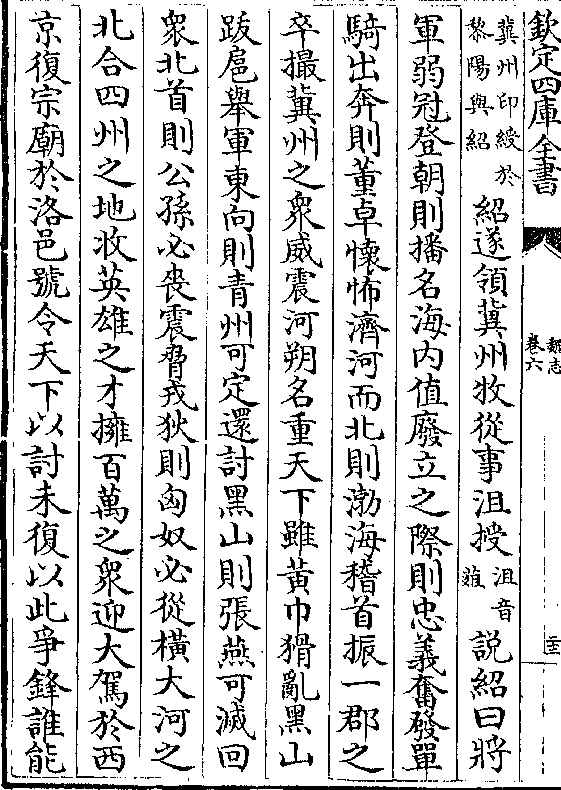 欽定四庫全書
魏志
卷六
冀州印綬於
黎陽與紹
紹遂領冀州牧從事沮授
沮音
葅
說紹曰將
軍弱冠登朝則播名海內值廢立之際則忠義奮發單
騎出奔則董卓懷怖濟河而北則渤海稽首振一郡之
卒撮冀州之衆威震河朔名重天下雖黃巾猾亂黑山
跋扈舉軍東向則青州可定還討黑山則張燕可滅回
衆北首則公孫必喪震脅戎狄則匈奴必從橫大河之
北合四州之地收英雄之才擁百萬之衆迎大駕於西
京復宗廟於洛邑號令天下以討未復以此爭鋒誰能